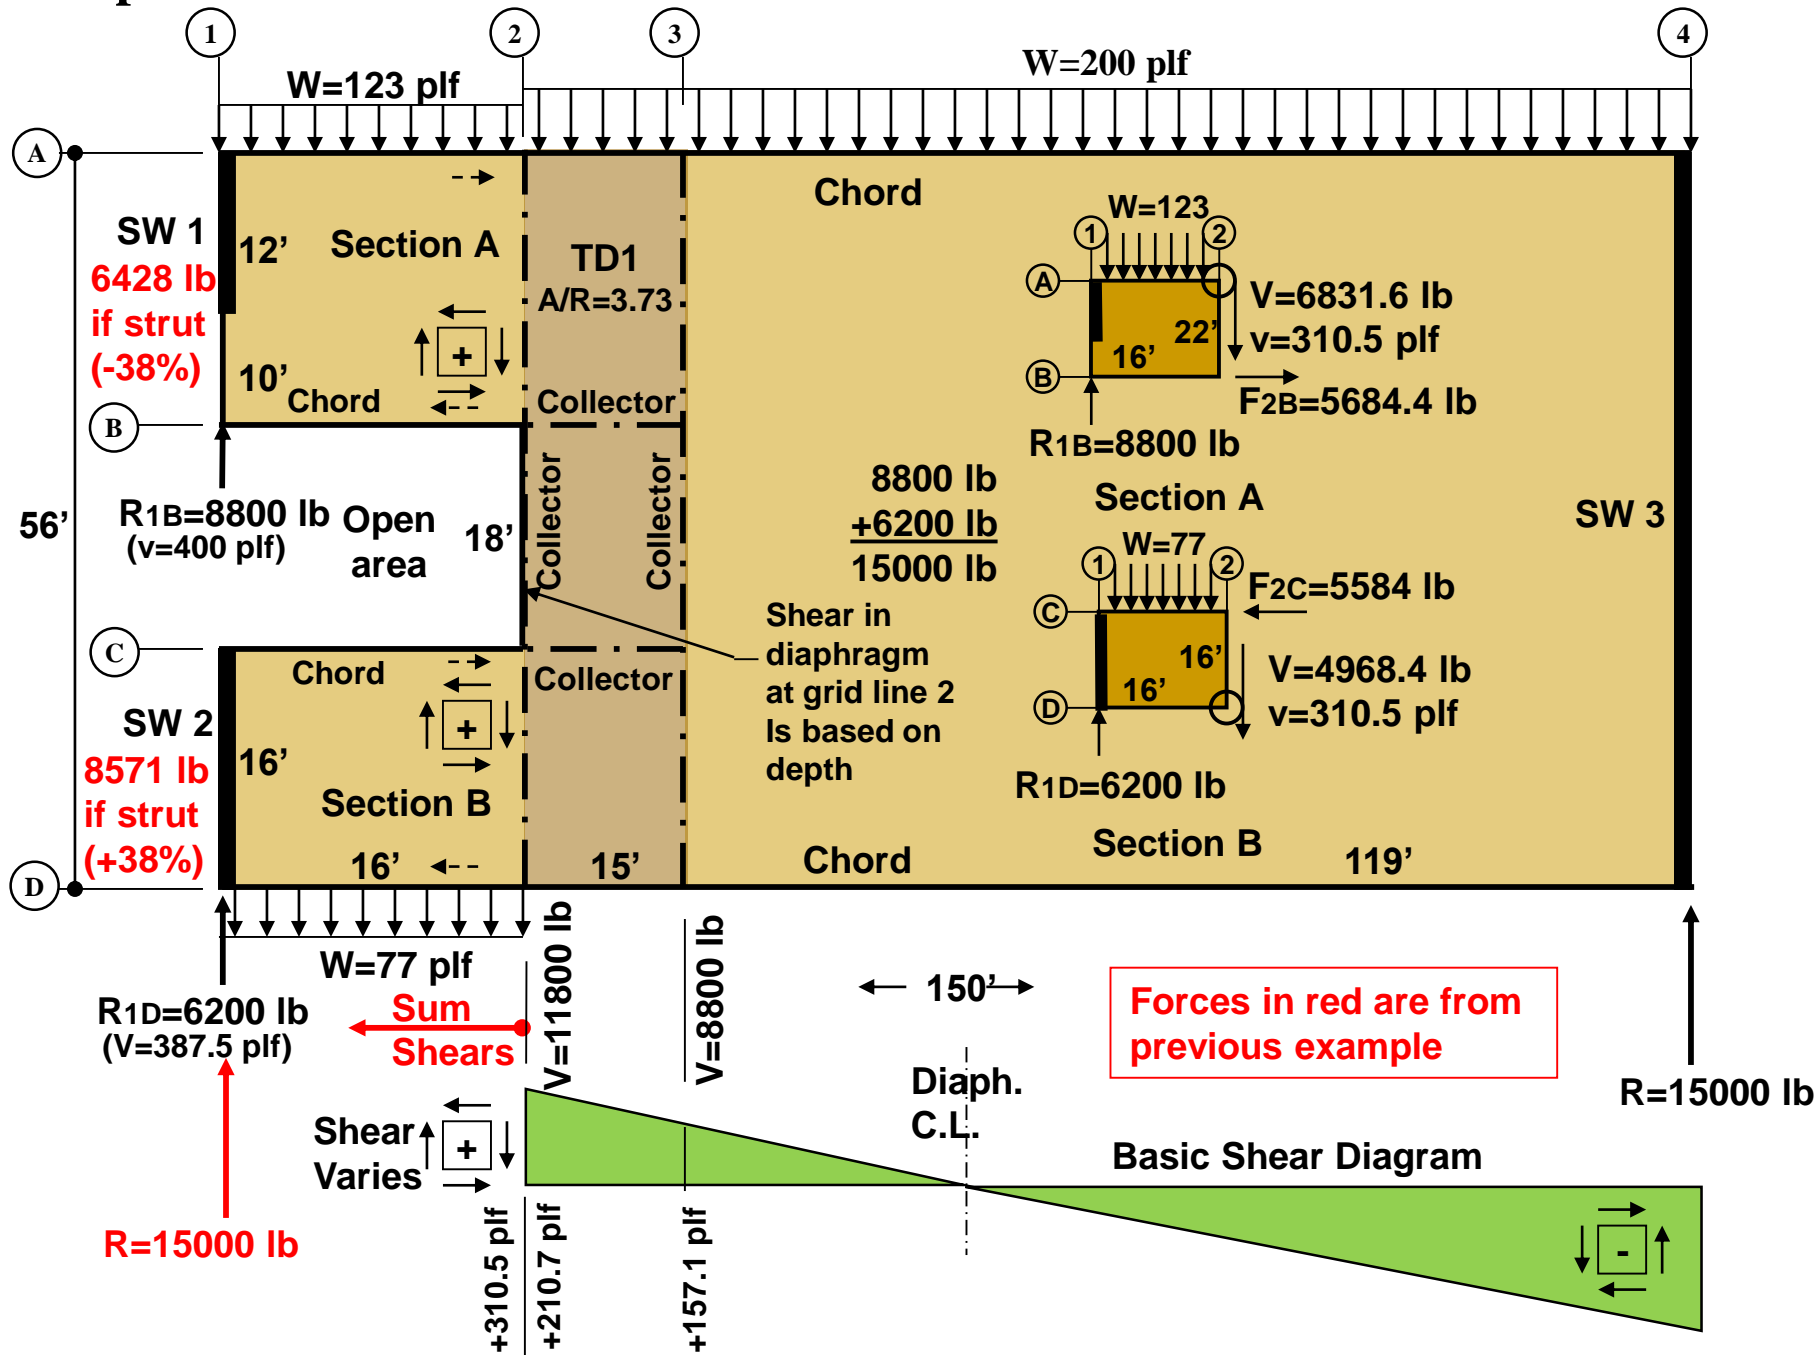 1
2
3
4
W=123 plf
W=200 plf
A
SW 1
6428 lb
if strut
(-38%)
12’
Section A
TD1
A/R=3.73
Chord
W=123
1
2
A
22’
16’
B
V=6831.6 lb
v=310.5 plf
F2B=5684.4 lb
R1B=8800 lb
+
10’
Chord
Collector
B
56’
R1B=8800 lb
(v=400 plf)
Open
area
18’
Collector
Collector
8800 lb
+6200 lb
15000 lb
Section A
SW 3
W=77
1
2
F2C=5584 lb
C
16’
16’
D
V=4968.4 lb
v=310.5 plf
R1D=6200 lb
Section B
Shear in
diaphragm
at grid line 2
Is based on
depth
C
Chord
Collector
SW 2
8571 lb
if strut
(+38%)
16’
+
Section B
16’
15’
Chord
119’
D
W=77 plf
R1D=6200 lb
(V=387.5 plf)
Sum
Shears
V=11800 lb
V=8800 lb
150’
Forces in red are from
previous example
R=15000 lb
Diaph.
C.L.
Shear
Varies
+
Basic Shear Diagram
-
R=15000 lb
+310.5 plf
+210.7 plf
+157.1 plf